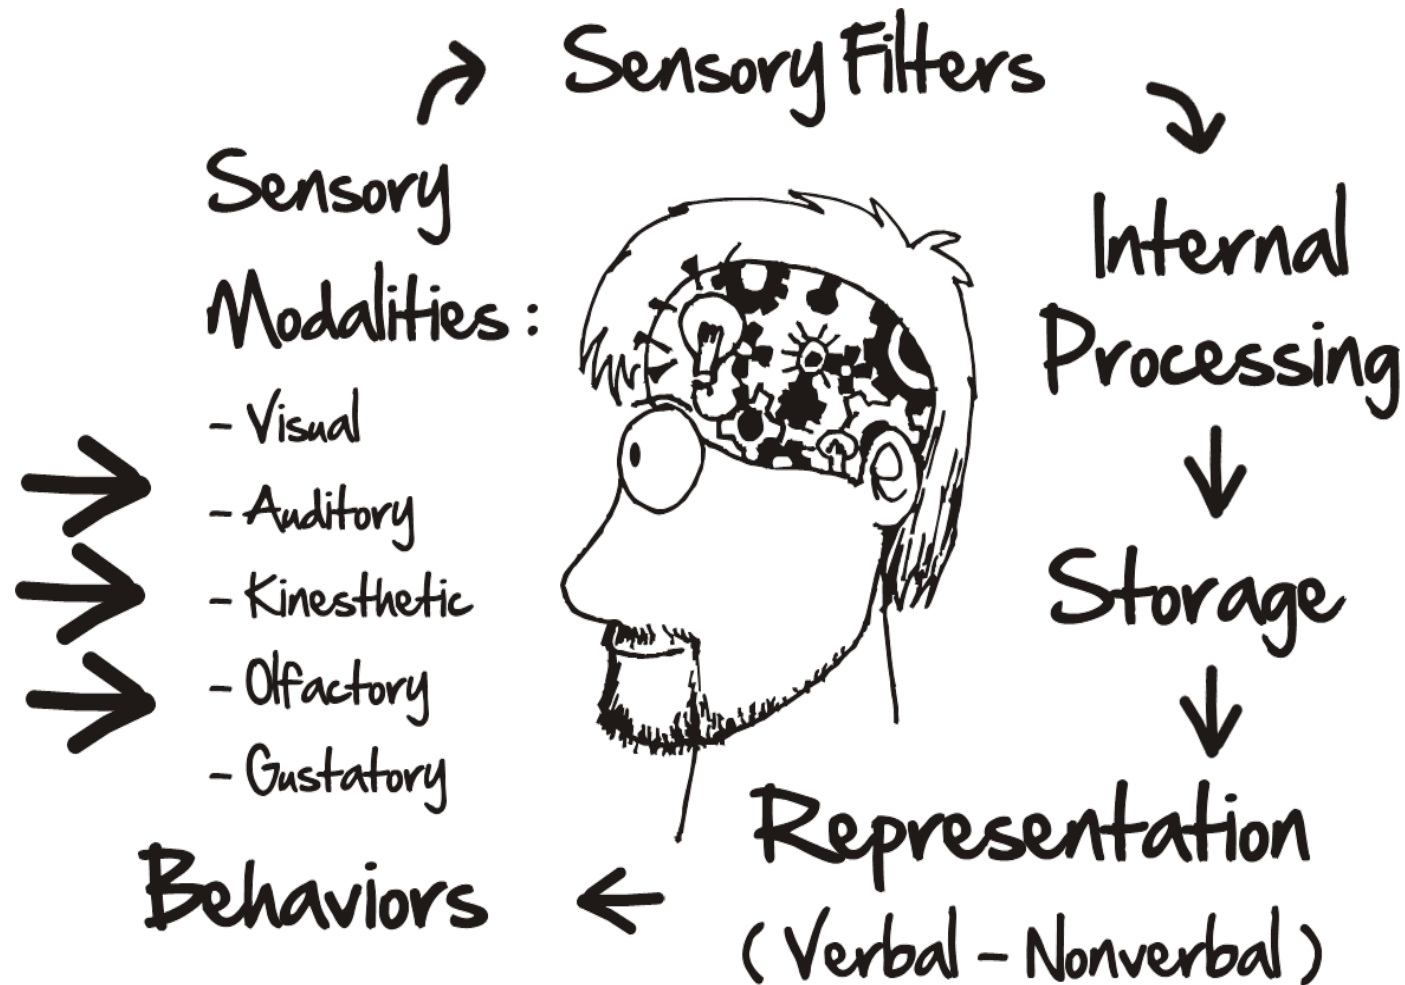 Sensory Filters
Sensory
Modalities:
- Visual
- Auditory
- Kinesthetic
- Olfactory
- Gustatory
Internal
Processing
Storage
Representation
(Verbal - Nonverbal)
Behaviors